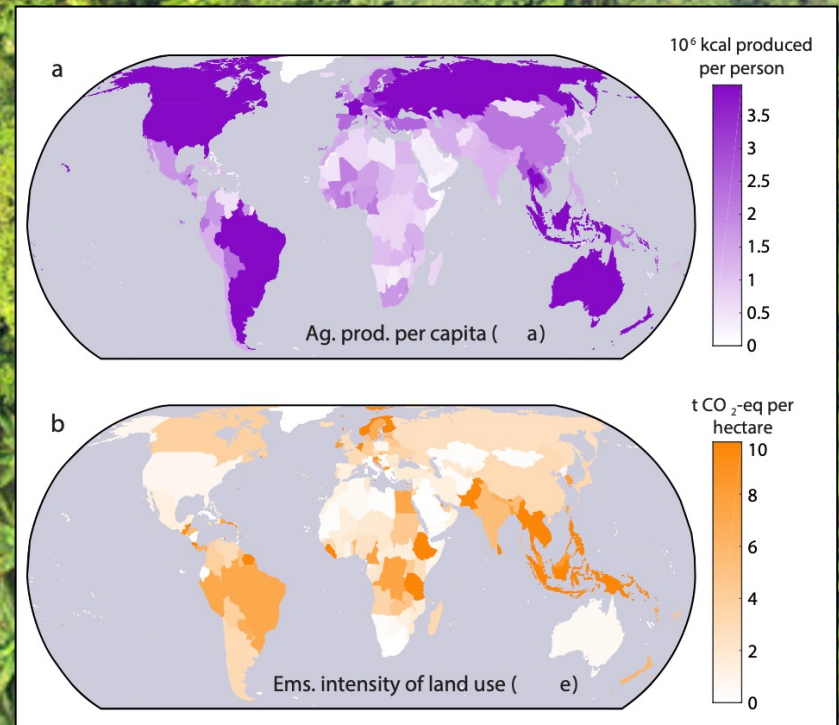 a
10⁶ kcal produced
per person
3.5
3
2.5
2
1.5
1
0.5
0
Ag. prod. per capita ( a)
b
t CO ₂-eq per
hectare
10
8
6
4
2
0
Ems. intensity of land use ( e)